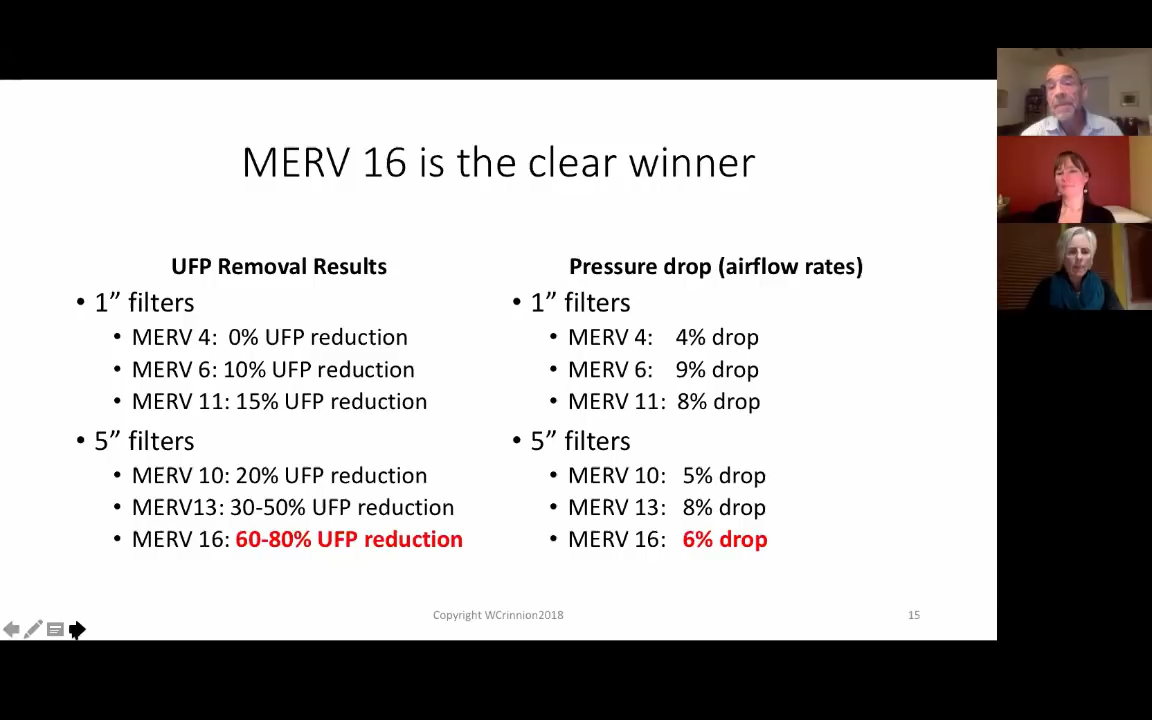 MERV 16 is the clear winner
UFP Removal Results
• 1” filters
• MERV 4:  0% UFP reduction
• MERV 6: 10% UFP reduction
• MERV 11: 15% UFP reduction
• 5” filters
• MERV 10: 20% UFP reduction
• MERV13: 30-50% UFP reduction
• MERV 16: 60-80% UFP reduction
Pressure drop (airflow rates)
• 1” filters
• MERV 4:    4% drop
• MERV 6:    9% drop
• MERV 11:  8% drop
• 5” filters
• MERV 10:   5% drop
• MERV 13:   8% drop
• MERV 16:   6% drop
Copyright WCrinnion2018
15